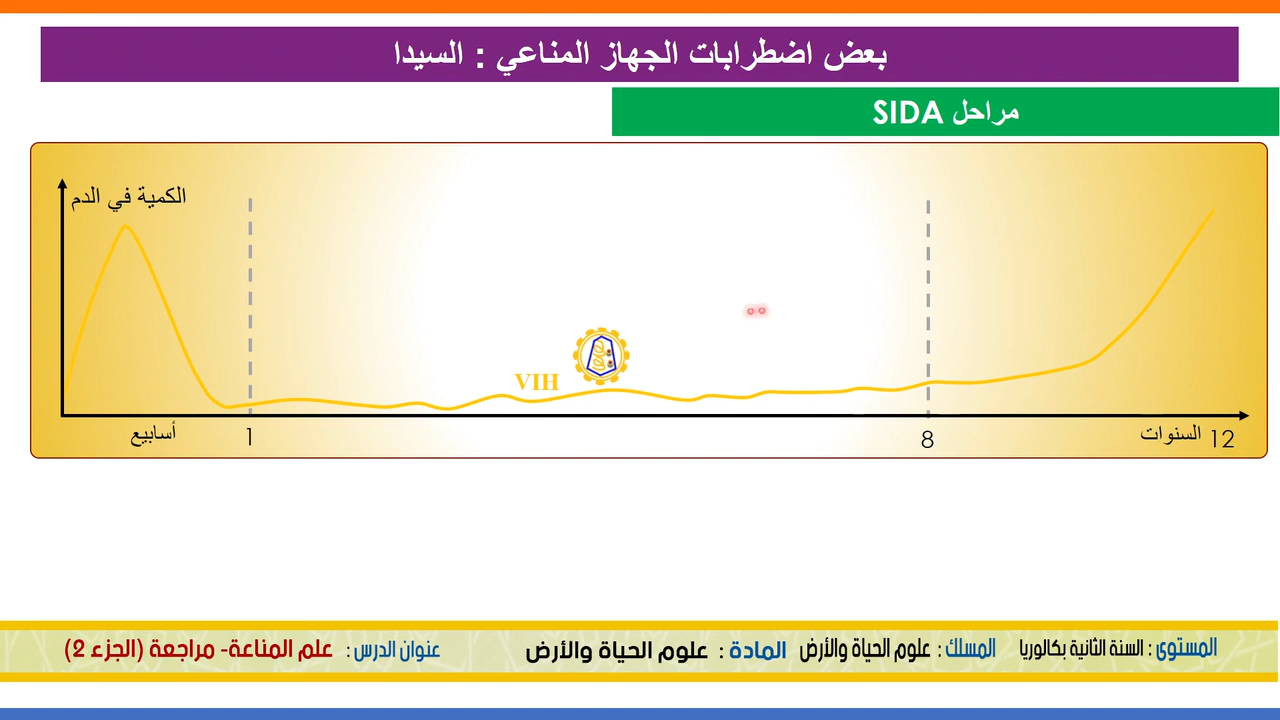 بعض اضطرابات الجهاز المناعي : السيدا
مراحل SIDA
الكمية في الدم
VIH
أسابيع
1
8
السنوات
12
المستوى : السنة الثانية بكالوريا
المسلك : علوم الحياة والأرض
المادة : علوم الحياة والأرض
عنوان الدرس : علم المناعة- مراجعة (الجزء 2)